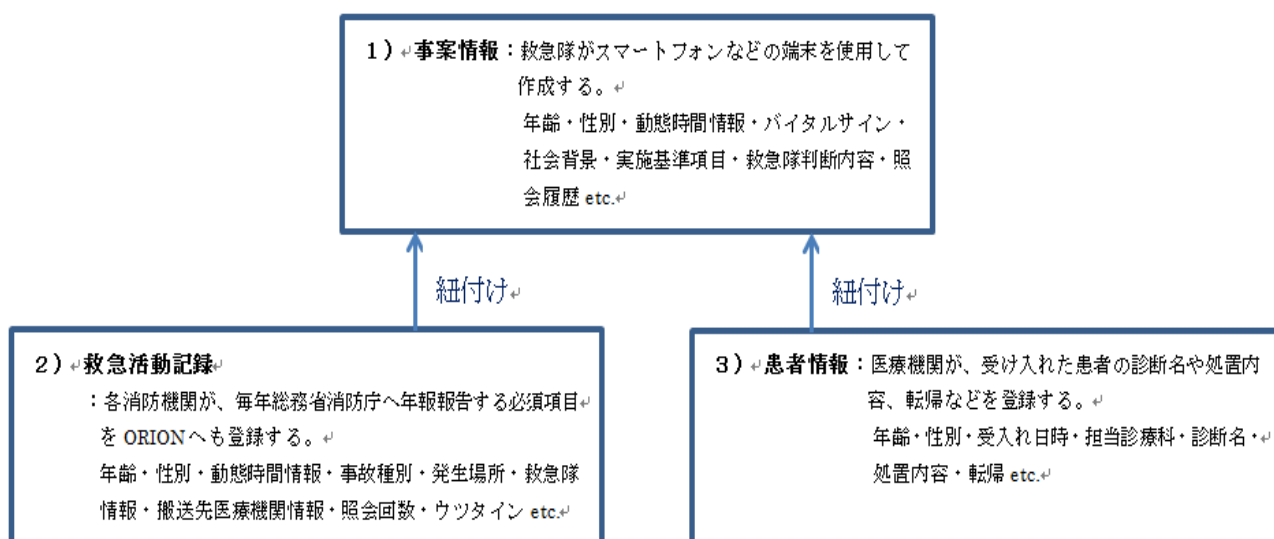 1)↵事案情報：救急隊がスマートフォンなどの端末を使用して
作成する。↵
年齢・性別・動態時間情報・バイタルサイン・
社会背景・実施基準項目・救急隊判断内容・照
会履歴 etc.↵
紐付け↵
紐付け↵
2)↵救急活動記録↵
：各消防機関が、毎年総務省消防庁へ年報報告する必須項目↵
を ORION へも登録する。↵
年齢・性別・動態時間情報・事故種別・発生場所・救急隊
情報・搬送先医療機関情報・照会回数・ウツタイン etc.↵
3)↵患者情報：医療機関が、受け入れた患者の診断名や処置内
容、転帰などを登録する。↵
年齢・性別・受入れ日時・担当診療科・診断名・↵
処置内容・転帰 etc.↵